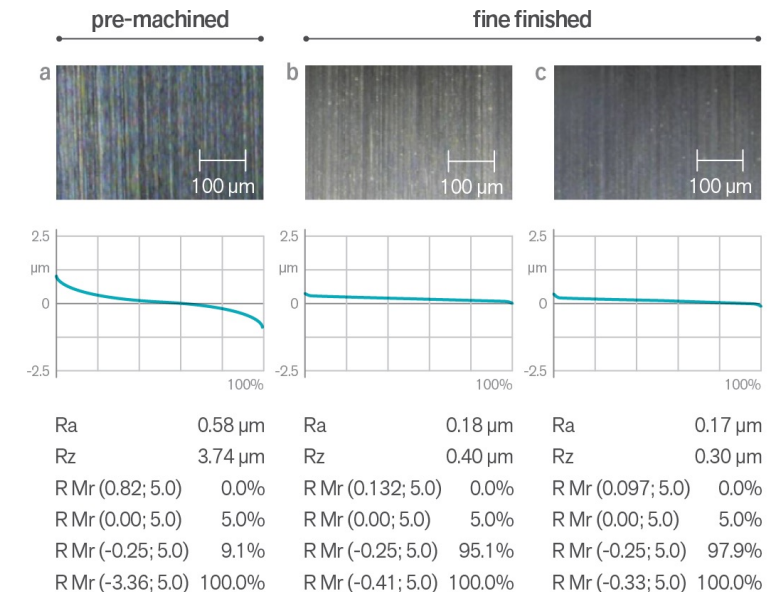 pre-machined
fine finished
a
b
c
100 µm
100 µm
100 µm
2.5
µm
0
-2.5
100%
2.5
µm
0
-2.5
100%
2.5
µm
0
-2.5
100%
Ra 0.58 µm
Rz 3.74 µm
R Mr (0.82; 5.0) 0.0%
R Mr (0.00; 5.0) 5.0%
R Mr (-0.25; 5.0) 9.1%
R Mr (-3.36; 5.0) 100.0%
Ra 0.18 µm
Rz 0.40 µm
R Mr (0.132; 5.0) 0.0%
R Mr (0.00; 5.0) 5.0%
R Mr (-0.25; 5.0) 95.1%
R Mr (-0.41; 5.0) 100.0%
Ra 0.17 µm
Rz 0.30 µm
R Mr (0.097; 5.0) 0.0%
R Mr (0.00; 5.0) 5.0%
R Mr (-0.25; 5.0) 97.9%
R Mr (-0.33; 5.0) 100.0%